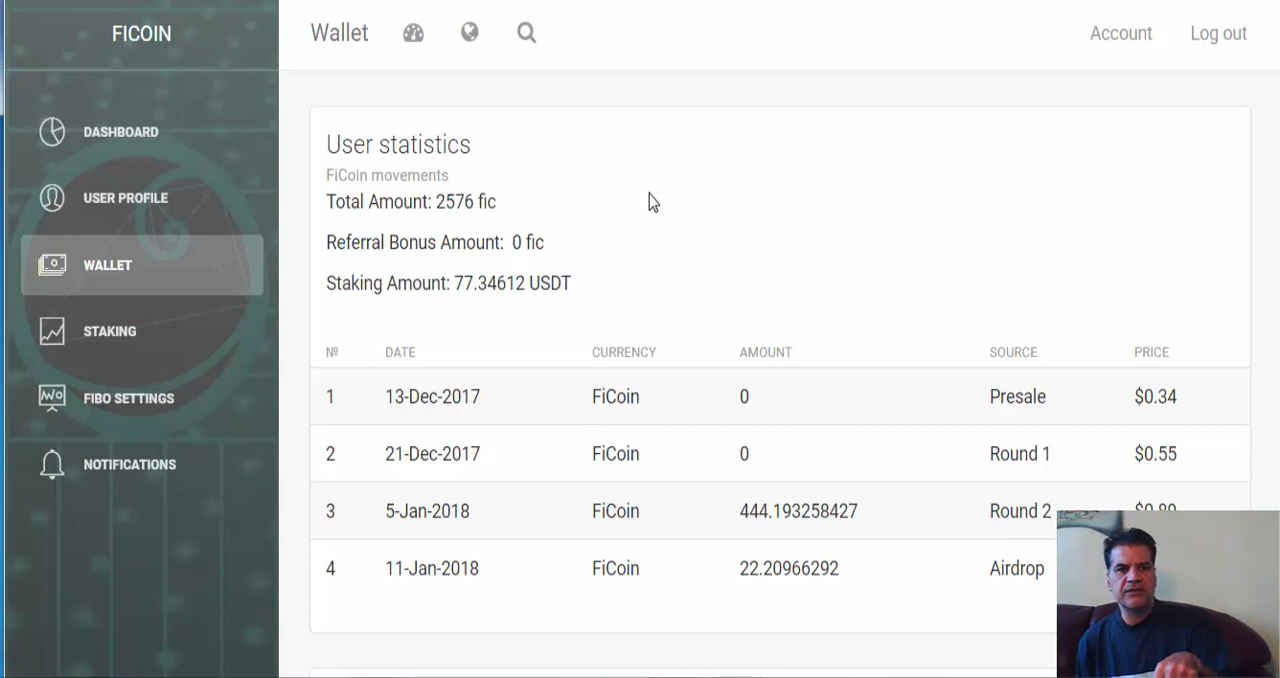 FICOIN
Wallet
Account
Log out
DASHBOARD
USER PROFILE
WALLET
STAKING
FIBO SETTINGS
NOTIFICATIONS
User statistics
FiCoin movements
Total Amount: 2576 fic
Referral Bonus Amount: 0 fic
Staking Amount: 77.34612 USDT
№ DATE CURRENCY AMOUNT SOURCE PRICE
1 13-Dec-2017 FiCoin 0 Presale $0.34
2 21-Dec-2017 FiCoin 0 Round 1 $0.55
3 5-Jan-2018 FiCoin 444.193258427 Round 2
4 11-Jan-2018 FiCoin 22.20966292 Airdrop